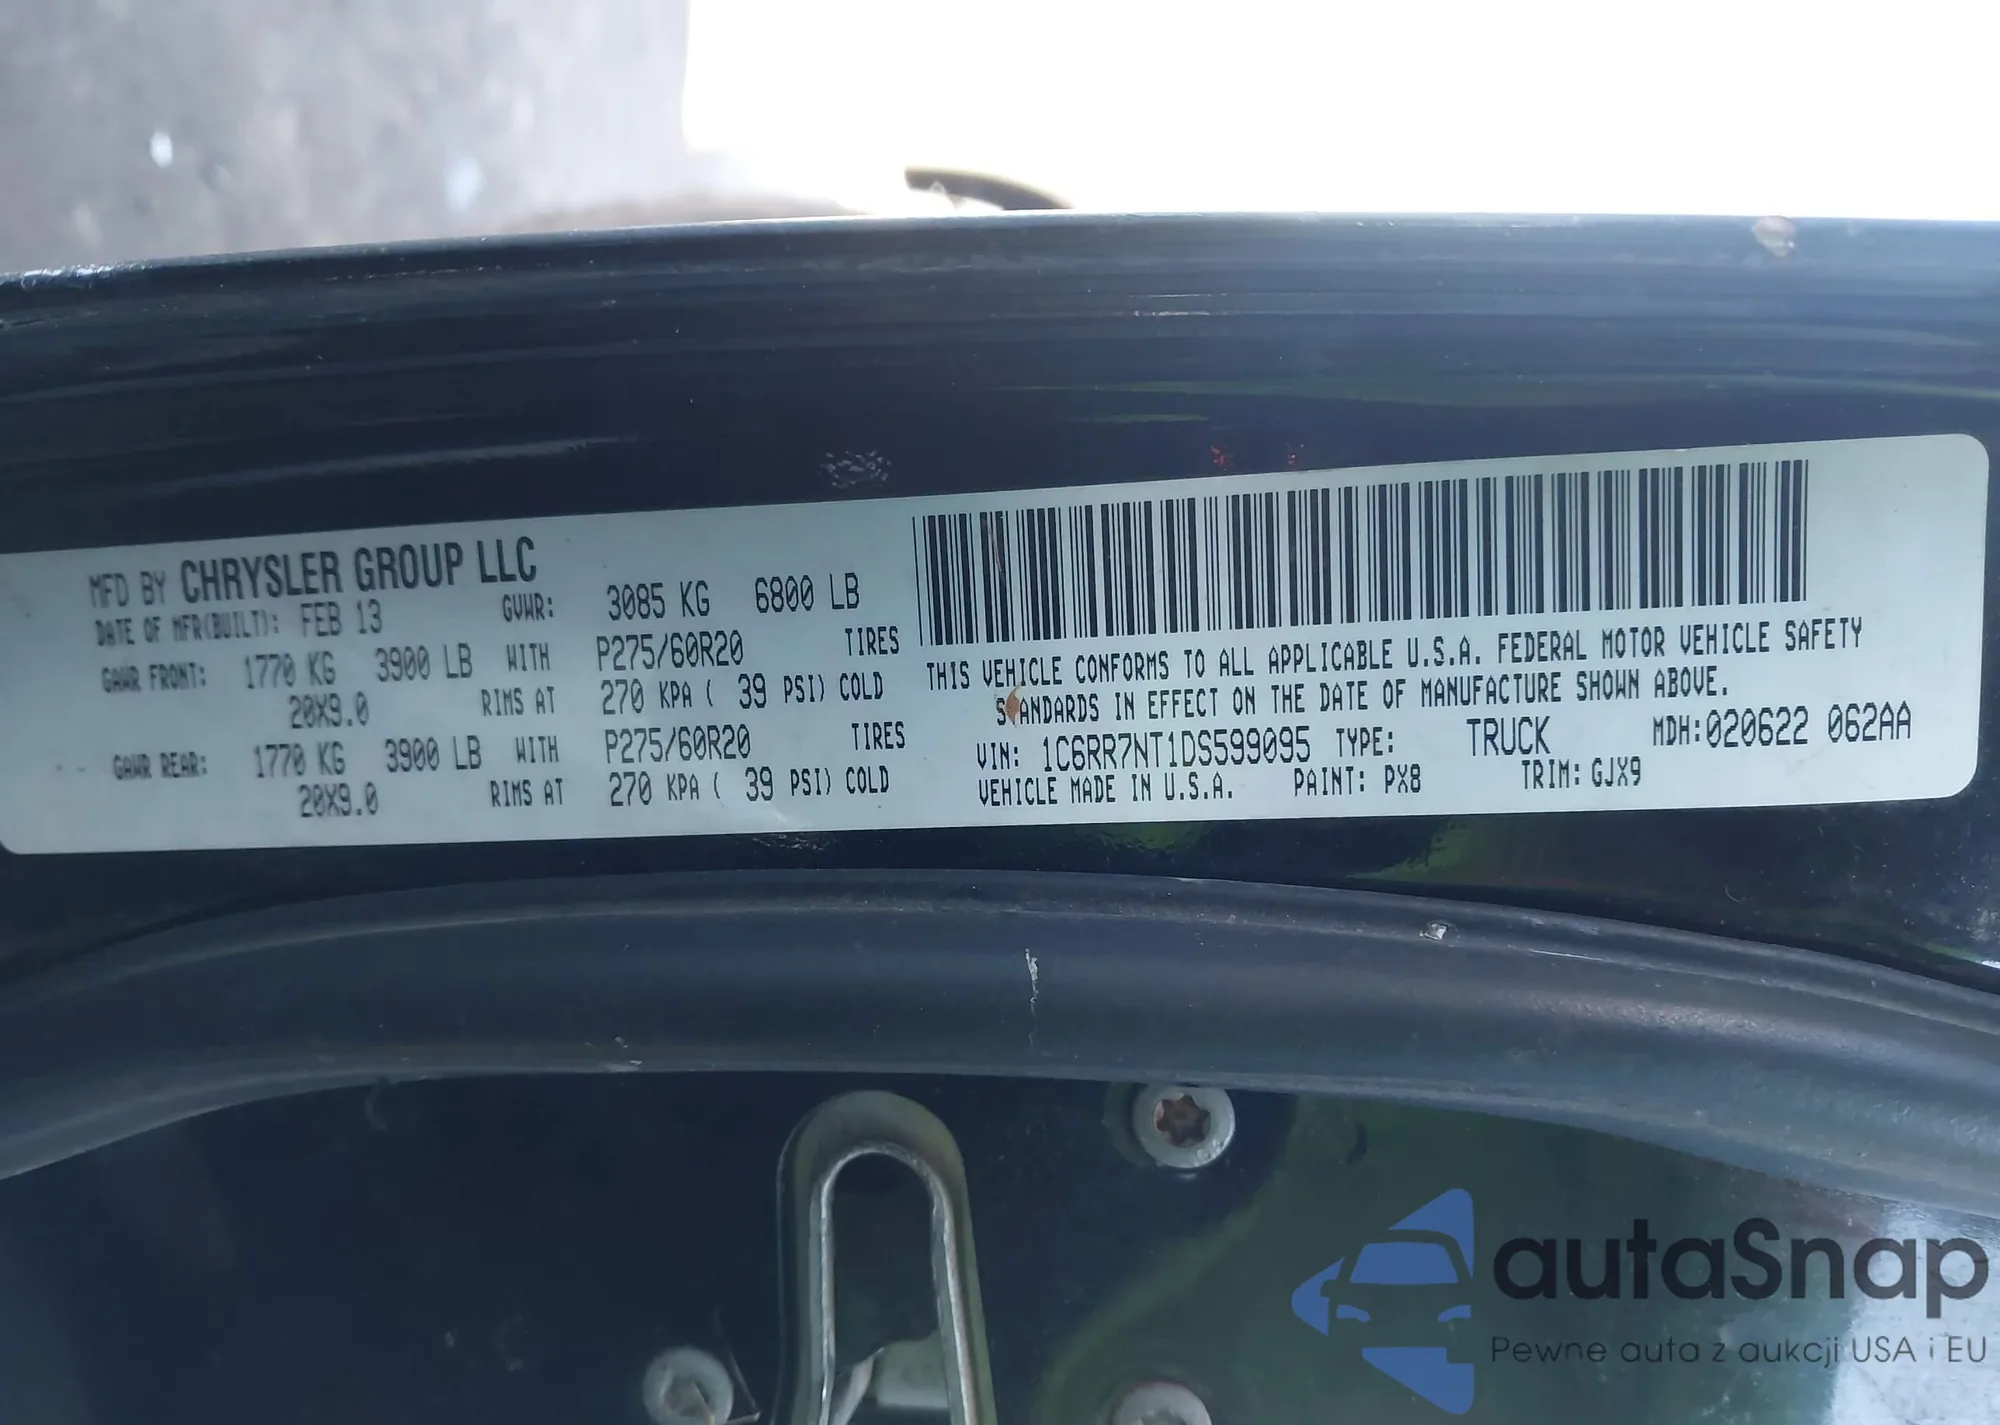 MFD BY CHRYSLER GROUP LLC
DATE OF MFR(BUILT): FEB 13 GVWR: 3085 KG 6800 LB
GAWR FRONT: 1770 KG 3900 LB WITH P275/60R20 TIRES
20X9.0 RIMS AT 270 KPA ( 39 PSI) COLD
GAWR REAR: 1770 KG 3900 LB WITH P275/60R20 TIRES
20X9.0 RIMS AT 270 KPA ( 39 PSI) COLD
THIS VEHICLE CONFORMS TO ALL APPLICABLE U.S.A. FEDERAL MOTOR VEHICLE SAFETY
STANDARDS IN EFFECT ON THE DATE OF MANUFACTURE SHOWN ABOVE.
VIN: 1C6RR7NT1DS599095 TYPE: TRUCK MDH:020622 062AA
VEHICLE MADE IN U.S.A. PAINT: PX8 TRIM: GJX9
autaSnap
Pewne auta z aukcji USA i EU